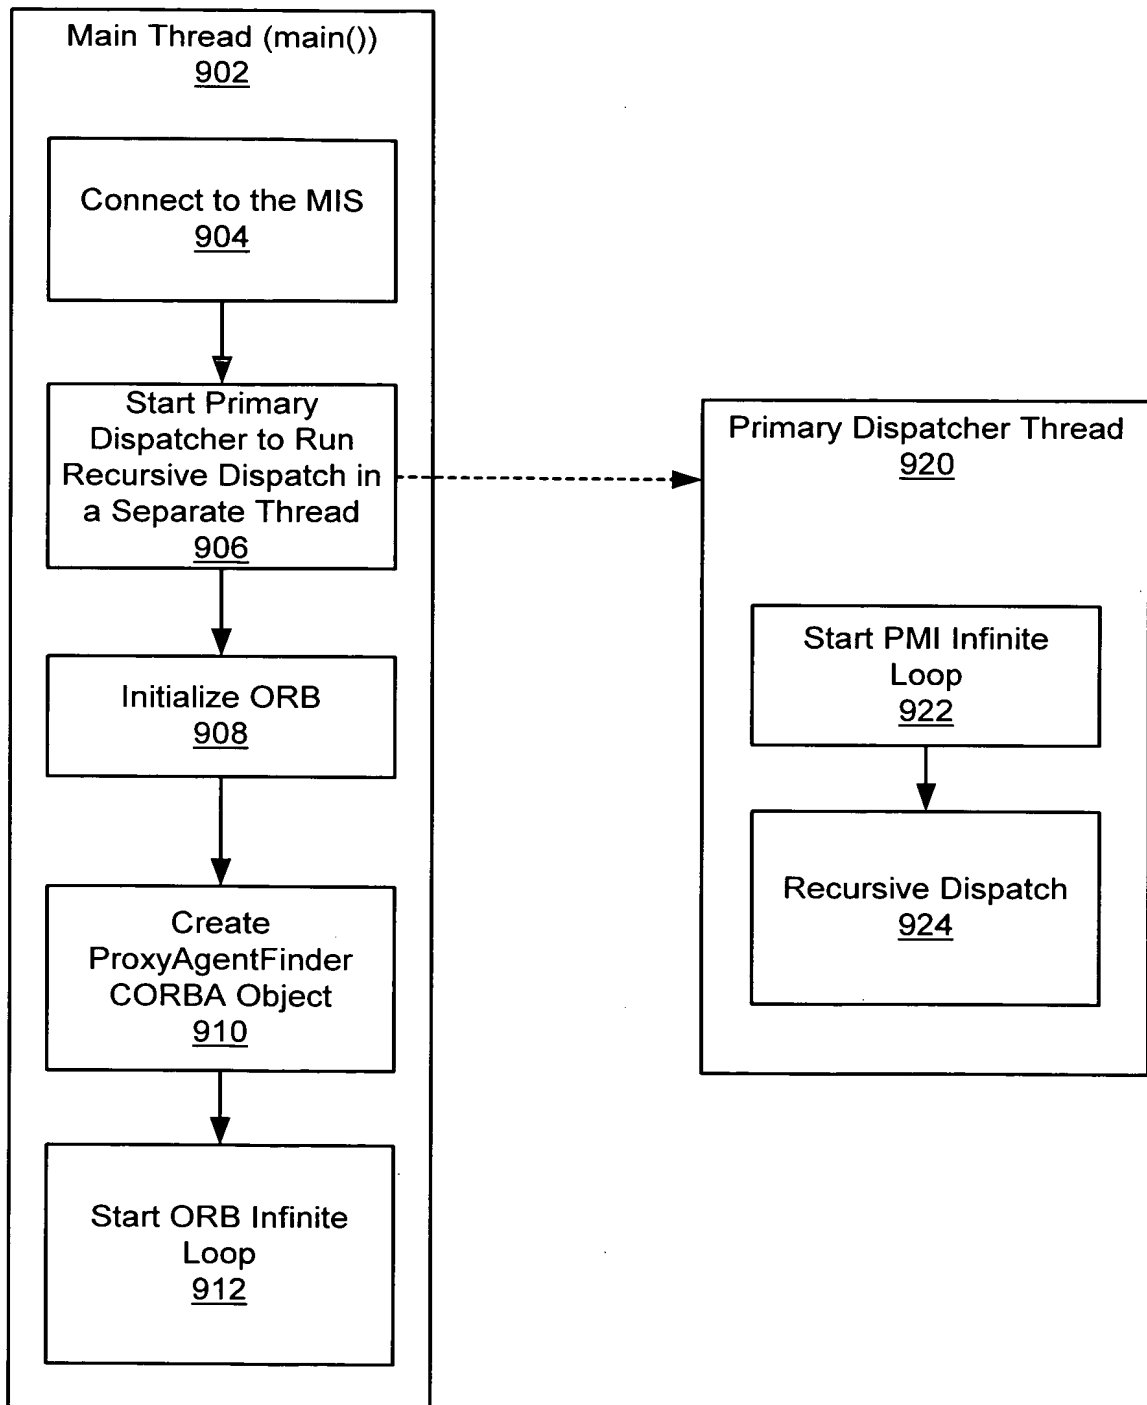 Main Thread (main())
902
Connect to the MIS
904
Start Primary
Dispatcher to Run
Recursive Dispatch in
a Separate Thread
906
Initialize ORB
908
Create
ProxyAgentFinder
CORBA Object
910
Start ORB Infinite
Loop
912
Primary Dispatcher Thread
920
Start PMI Infinite
Loop
922
Recursive Dispatch
924